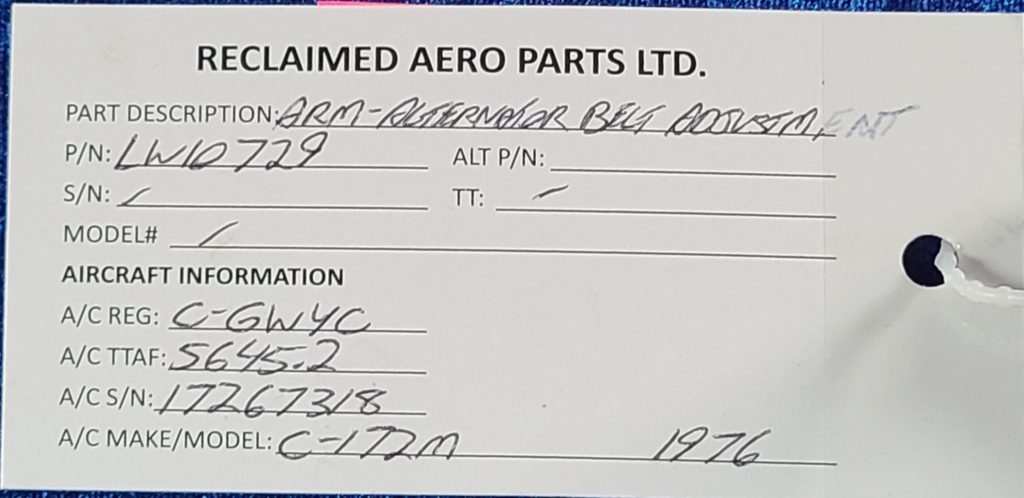 RECLAIMED AERO PARTS LTD.
PART DESCRIPTION: ARM-ALTERNATOR BELT ADJUSTMENT
P/N: LW10729 ALT P/N:
S/N: / TT: -
MODEL# /
AIRCRAFT INFORMATION
A/C REG: C-GWYC
A/C TTAF: 5645.2
A/C S/N: 17267318
A/C MAKE/MODEL: C-172M 1976